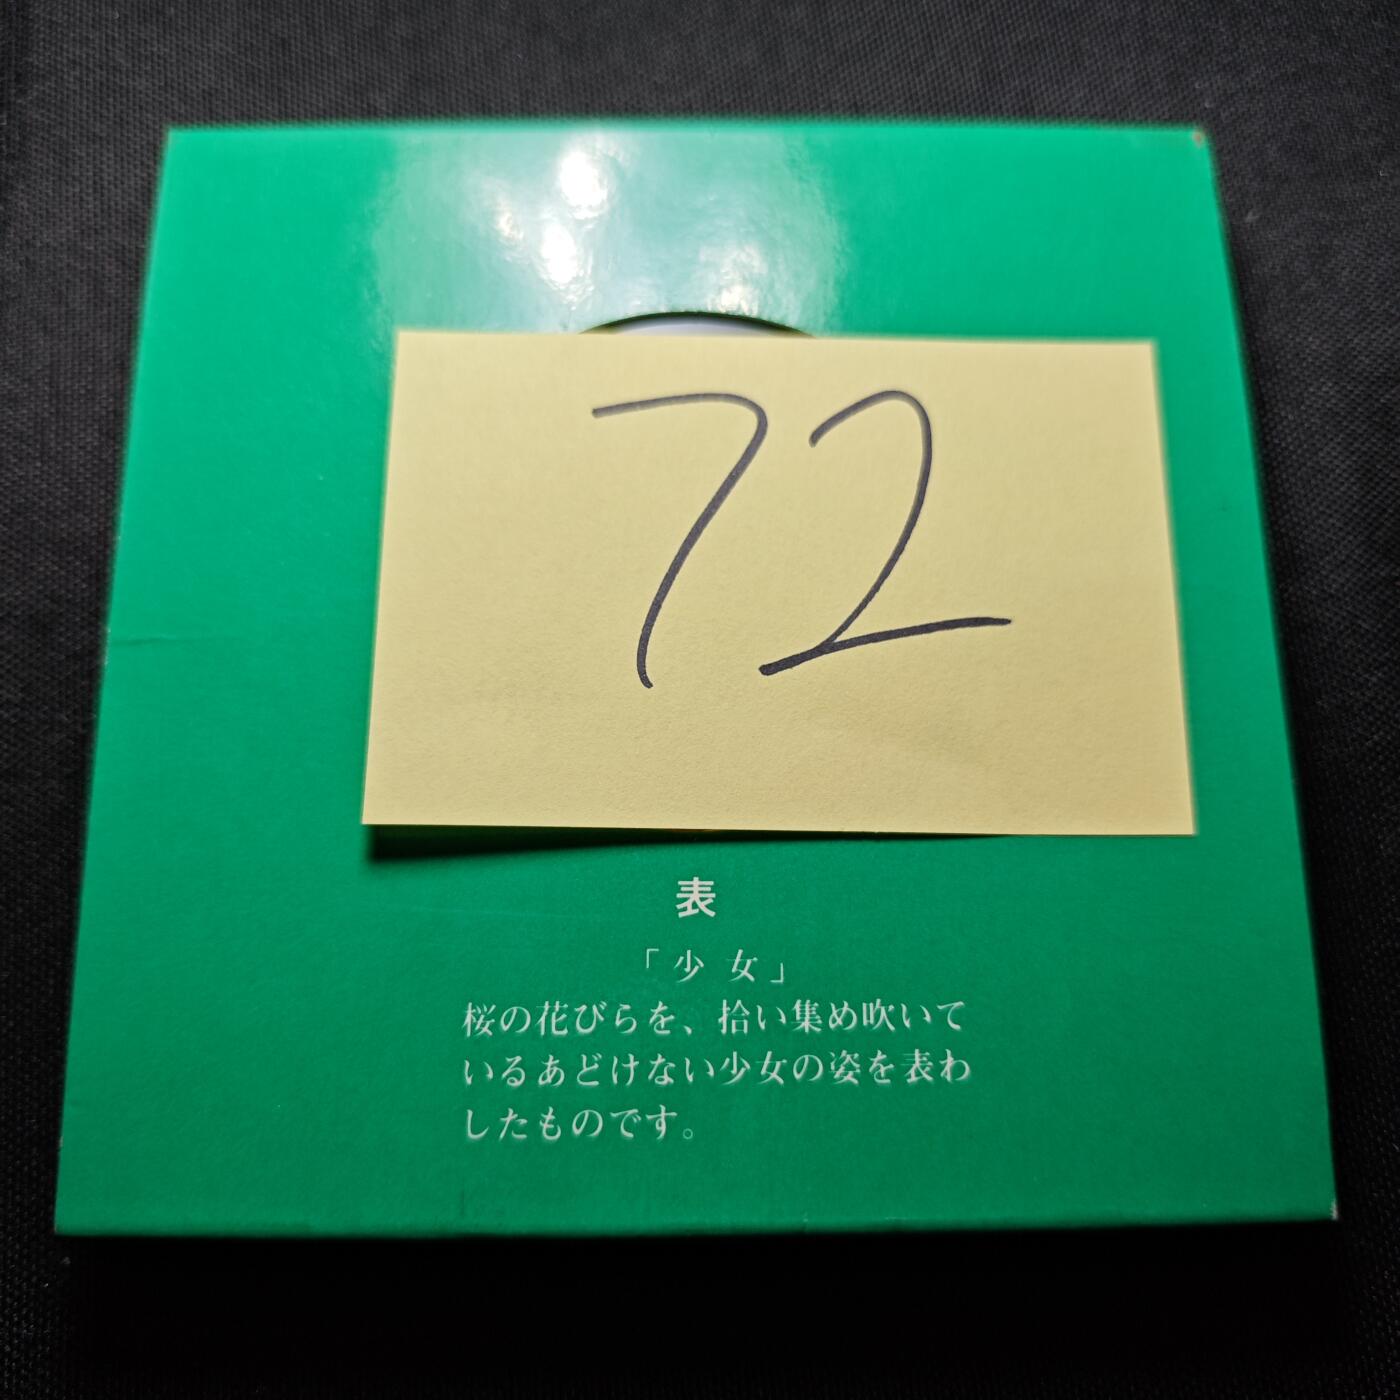 72
表
「少女」
桜の花びらを、拾い集め吹いて
いるあどけない少女の姿を表わ
したものです。